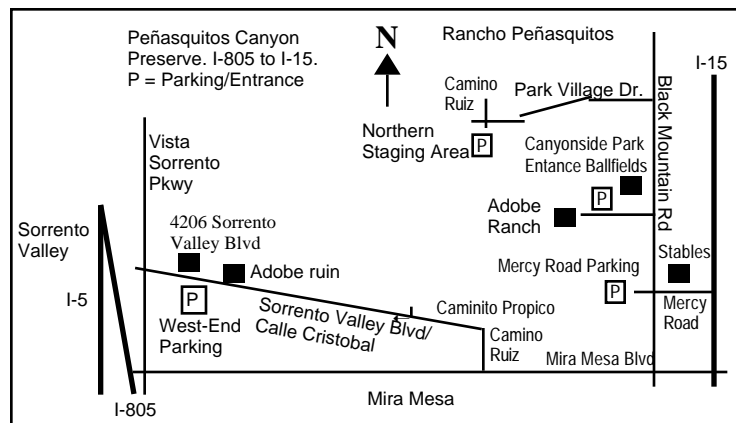 Peñasquitos Canyon
Preserve. I-805 to I-15.
P = Parking/Entrance
N
Rancho Peñasquitos
I-15
Camino
Ruiz
Park Village Dr.
Black Mountain Rd
Northern
Staging Area
P
Canyonside Park
Entance Ballfields
P
Vista
Sorrento
Pkwy
Adobe
Ranch
Sorrento
Valley
4206 Sorrento
Valley Blvd
Adobe ruin
Mercy Road Parking
P
Stables
Mercy
Road
I-5
P
West-End
Parking
Sorrento Valley Blvd/
Calle Cristobal
Caminito Propico
Camino
Ruiz
Mira Mesa Blvd
Mira Mesa
I-805